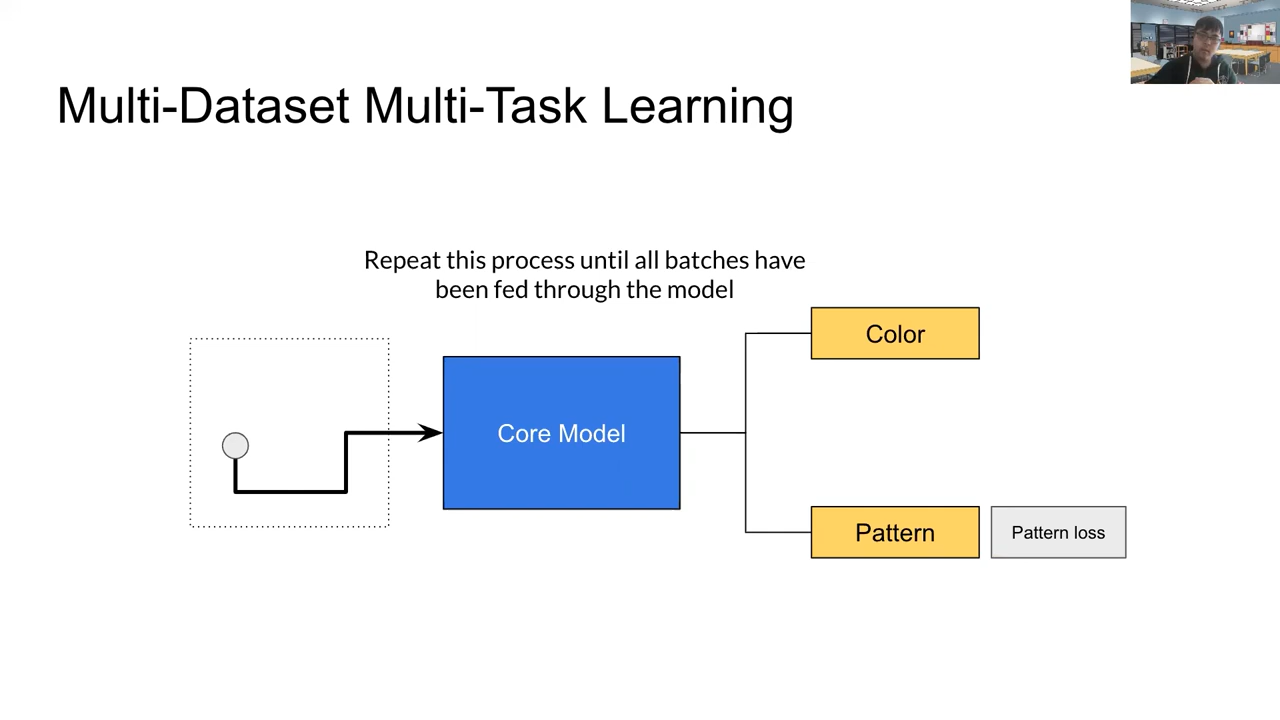 Multi-Dataset Multi-Task Learning
Repeat this process until all batches have
been fed through the model
Color
Core Model
Pattern
Pattern loss